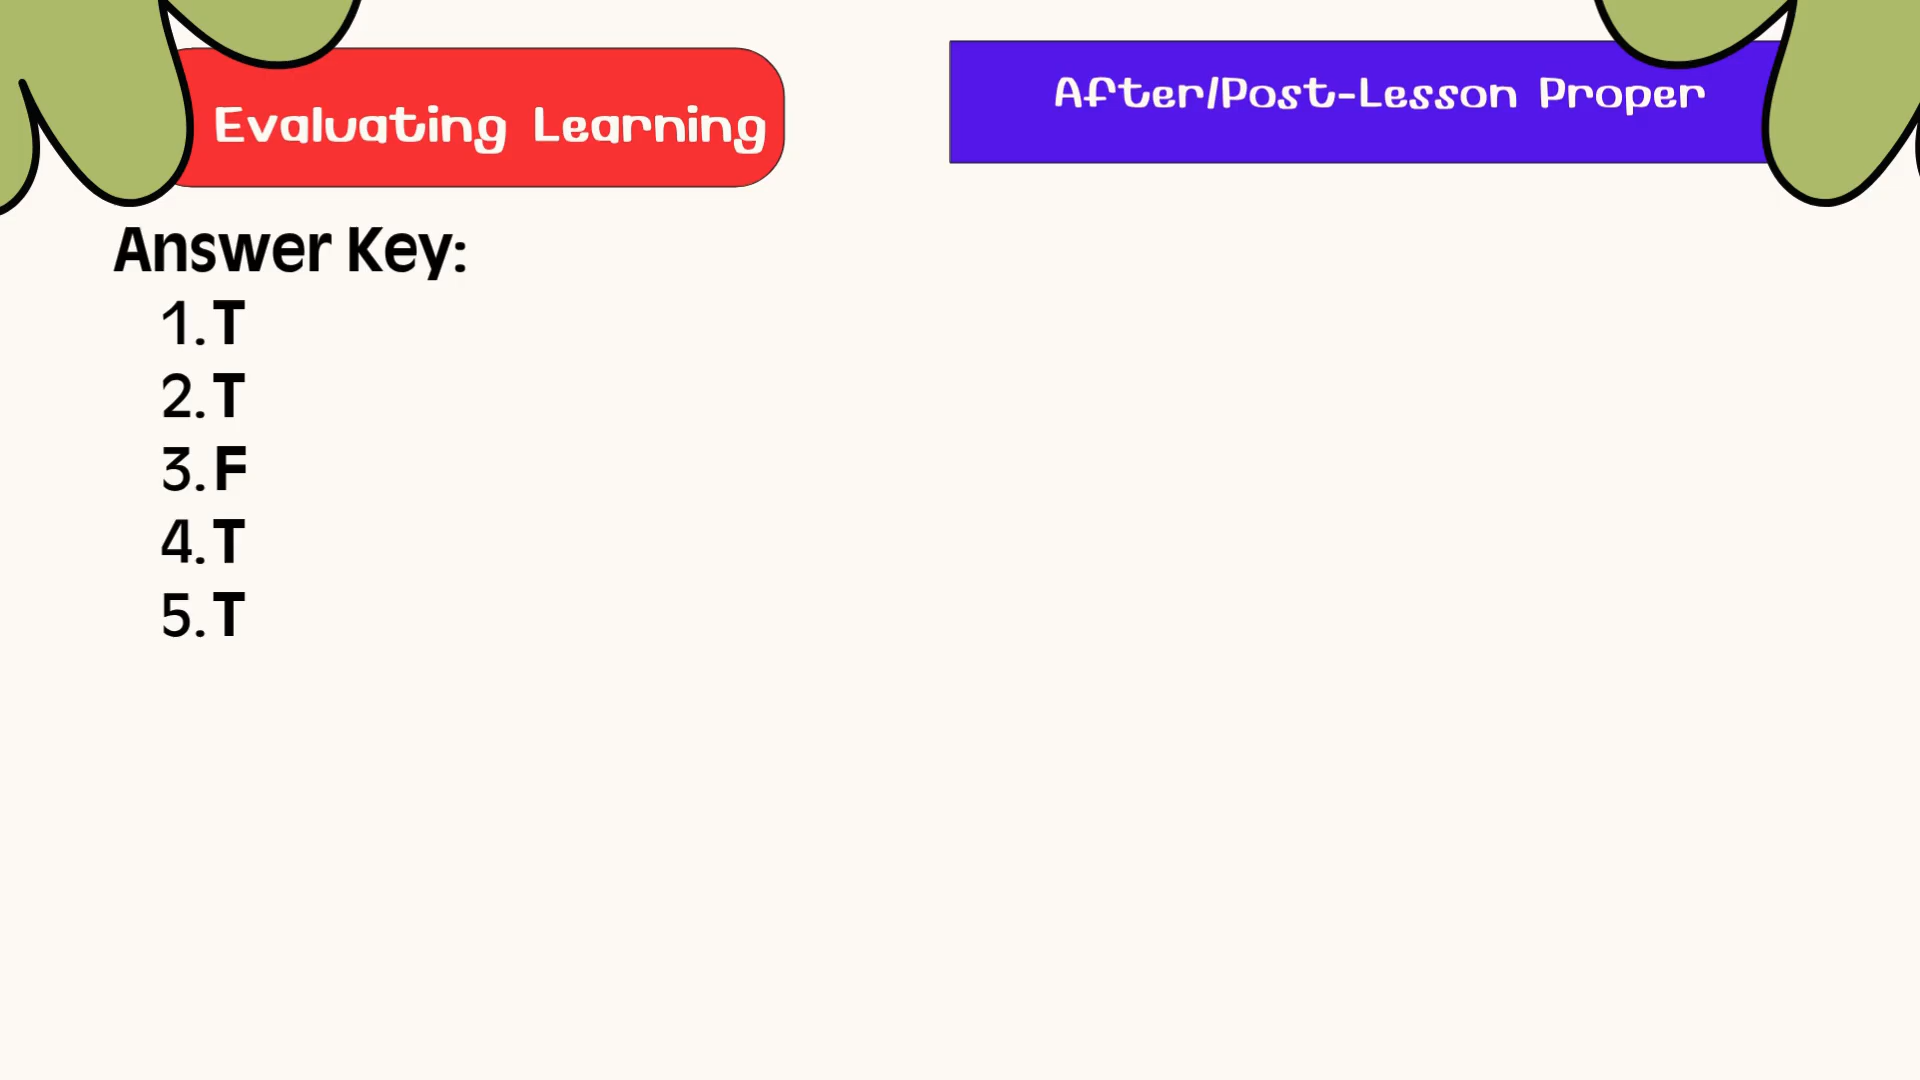 Evaluating Learning
After/Post-Lesson Proper
Answer Key:
1. T
2. T
3. F
4. T
5. T